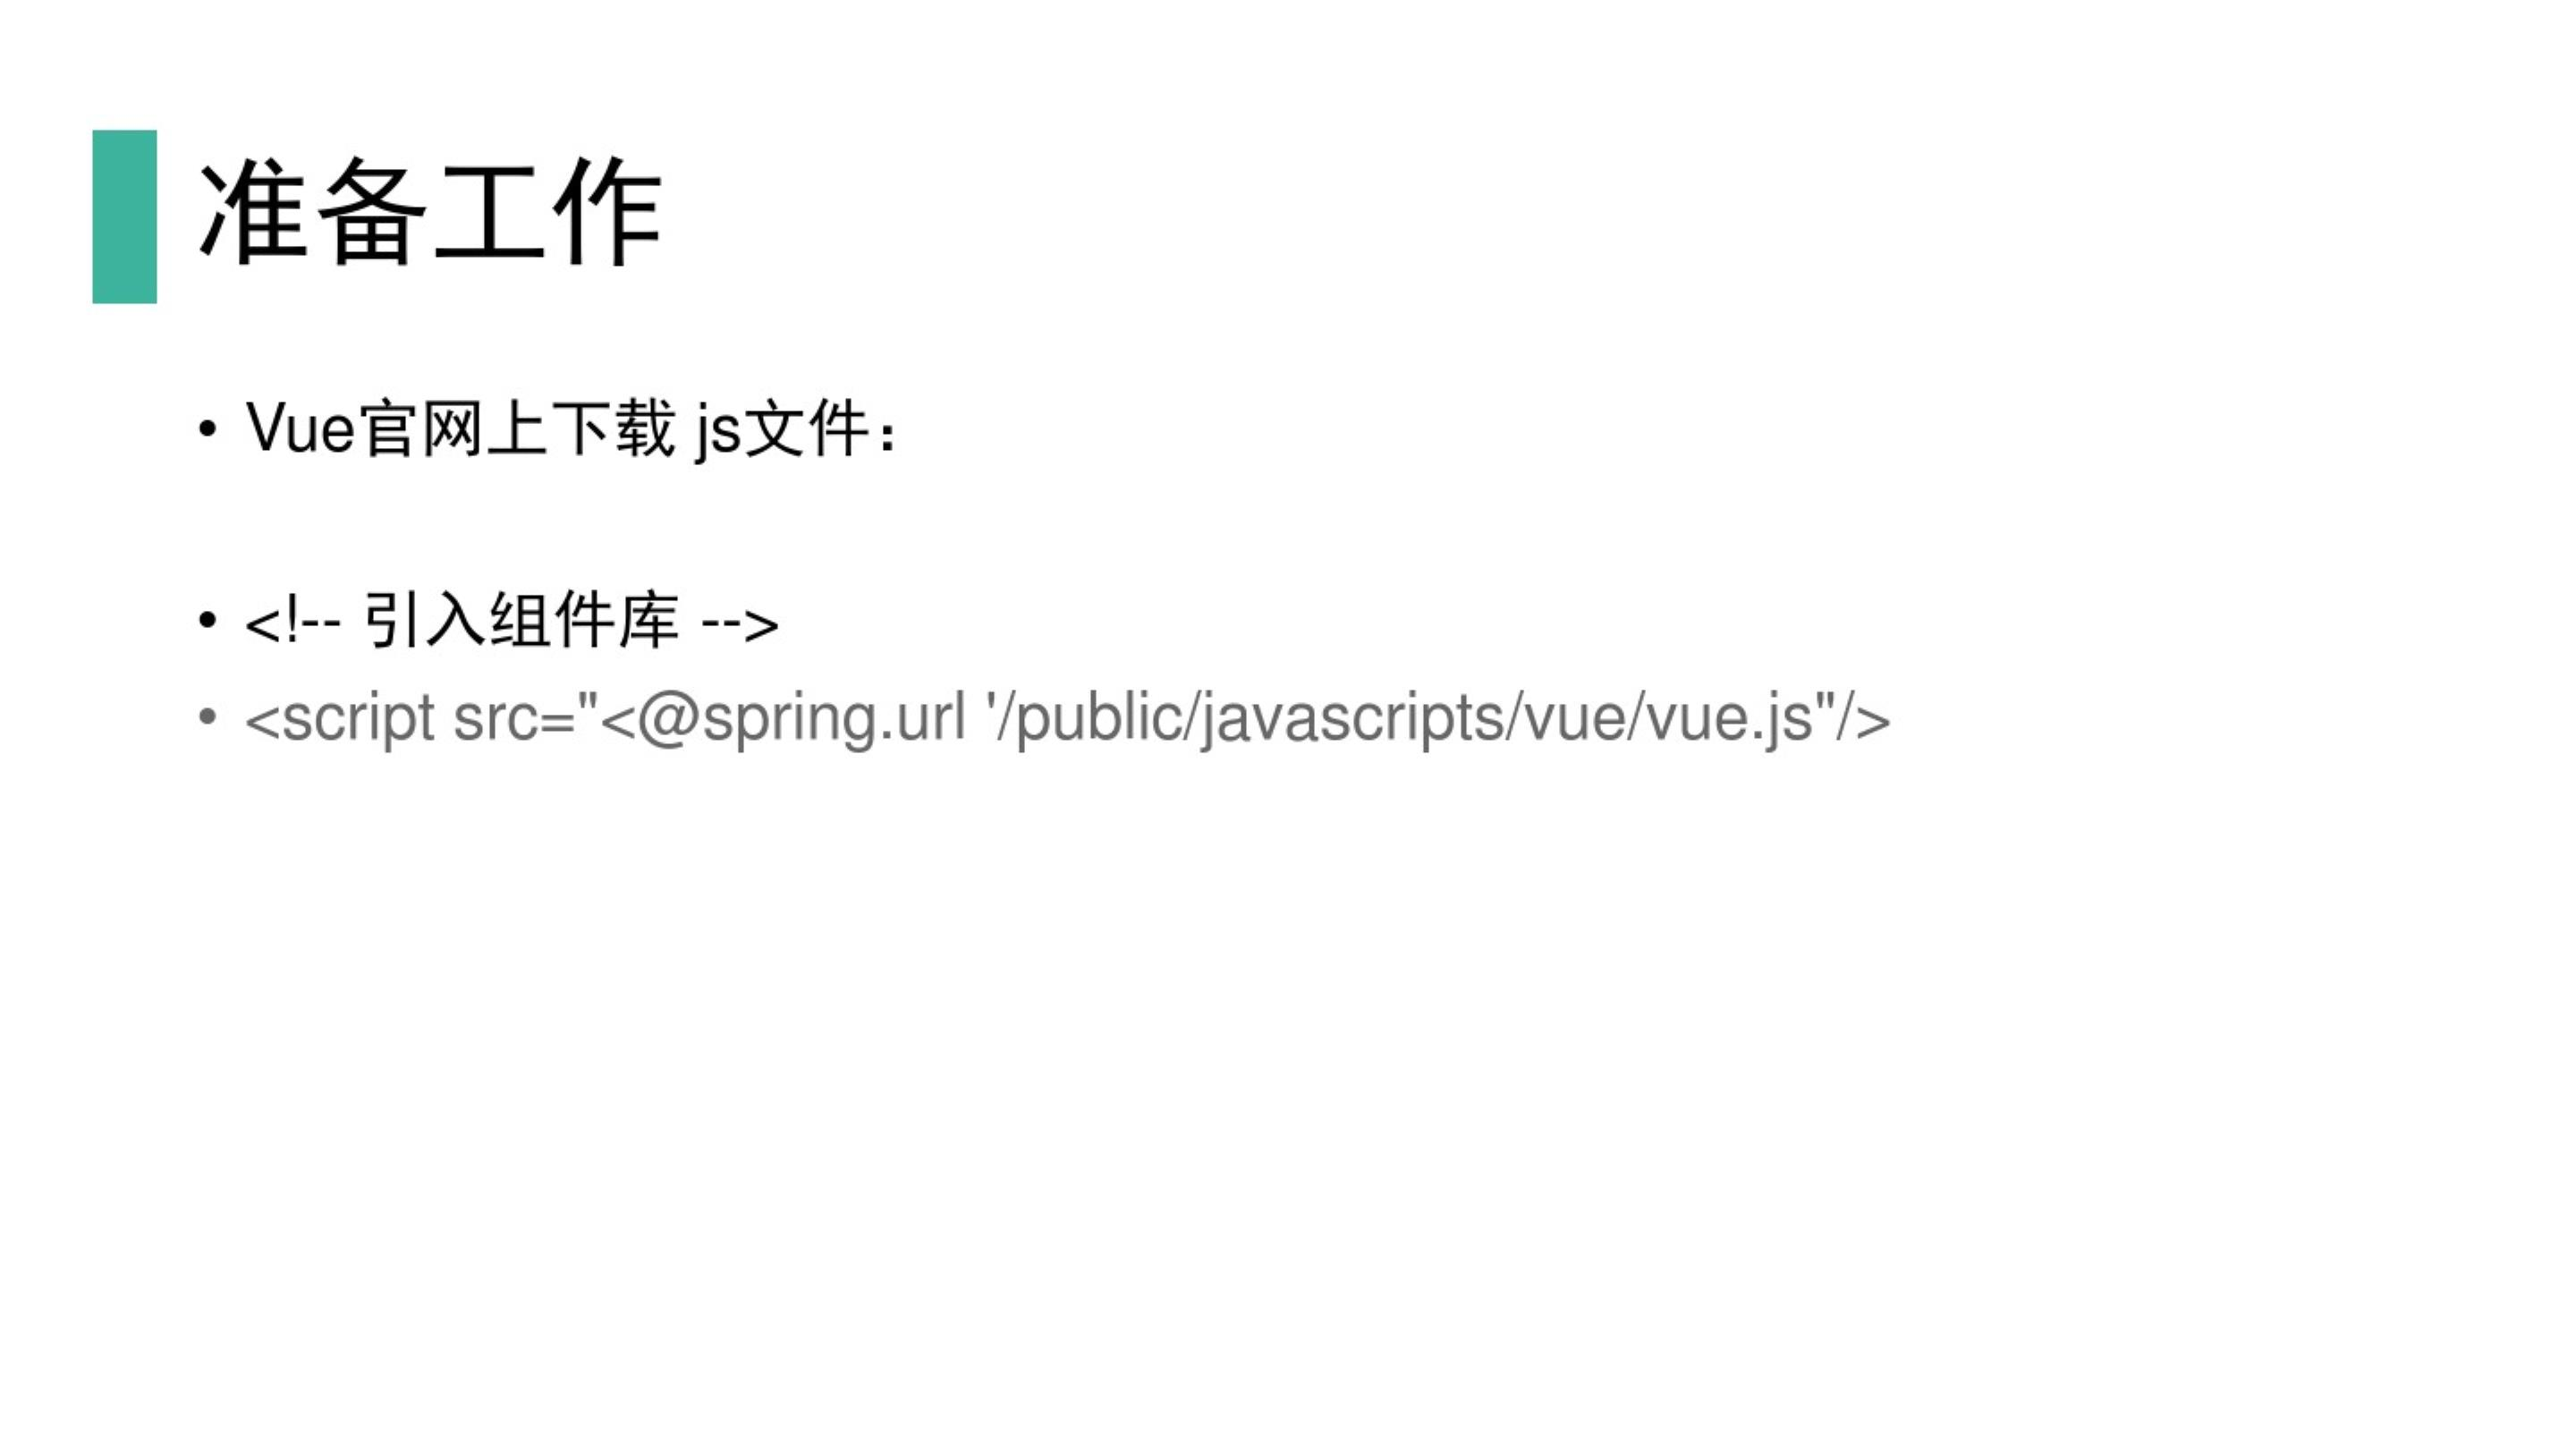 准备工作
• Vue官网上下载 js文件：
• <!-- 引入组件库 -->
• <script src="<@spring.url '/public/javascripts/vue/vue.js"/>